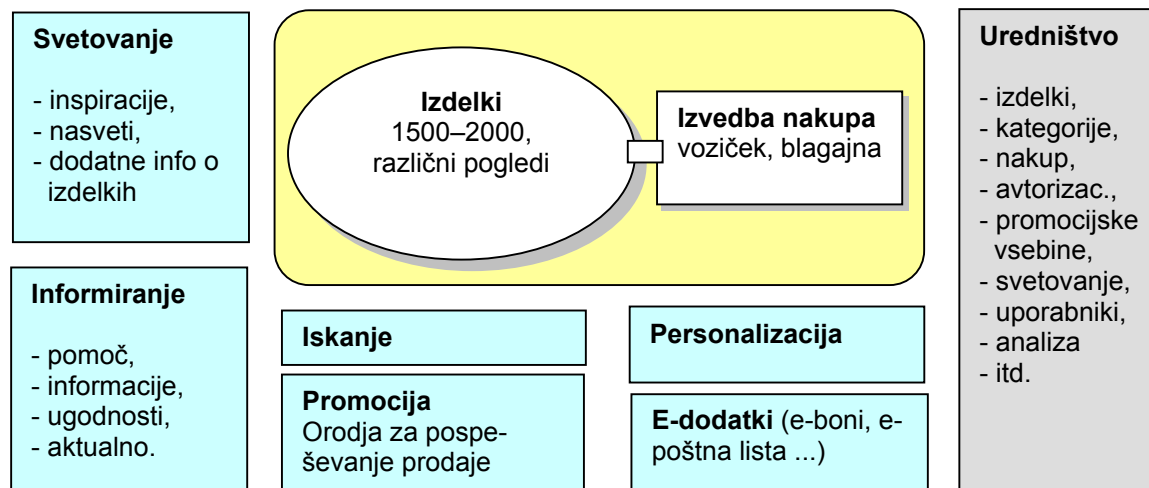 Svetovanje
- inspiracije,
- nasveti,
- dodatne info o
izdelkih
Informiranje
- pomoč,
- informacije,
- ugodnosti,
- aktualno.
Izdelki
1500–2000,
različni pogledi
Izvedba nakupa
voziček, blagajna
Iskanje
Promocija
Orodja za pospe-
ševanje prodaje
Personalizacija
E-dodatki (e-boni, e-
poštna lista ...)
Uredništvo
- izdelki,
- kategorije,
- nakup,
- avtorizac.,
- promocijske
vsebine,
- svetovanje,
- uporabniki,
- analiza
- itd.